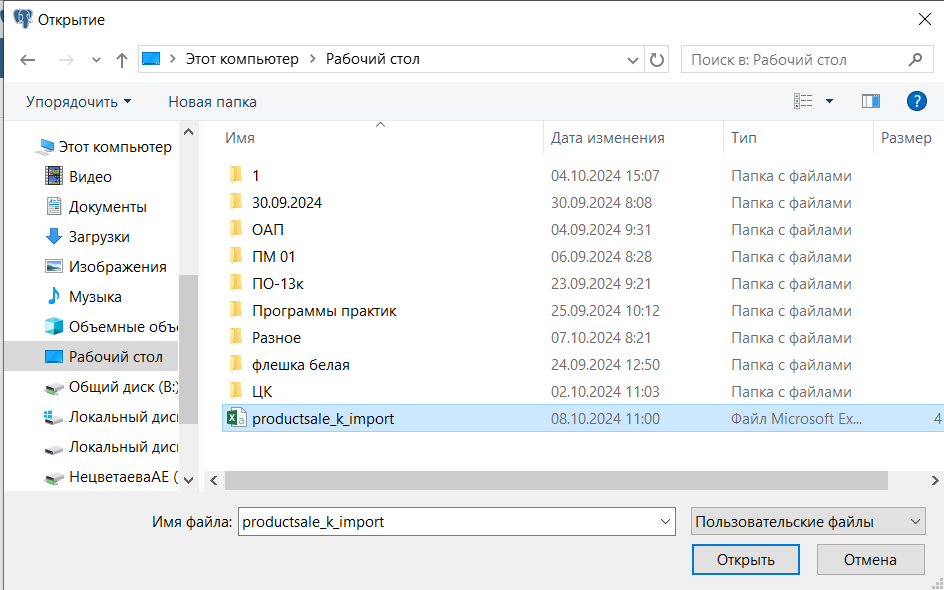 Открытие
Этот компьютер > Рабочий стол
Поиск в: Рабочий стол
Упорядочить
Новая папка
?
Этот компьютер
Видео
Документы
Загрузки
Изображения
Музыка
Объемные объ
Рабочий стол
Общий диск (B:)
Локальный дис
Локальный дис
НецветаеваАЕ (
Имя Дата изменения Тип Размер
1 04.10.2024 15:07 Папка с файлами
30.09.2024 30.09.2024 8:08 Папка с файлами
ОАП 04.09.2024 9:31 Папка с файлами
ПМ 01 06.09.2024 8:28 Папка с файлами
ПО-13к 23.09.2024 9:21 Папка с файлами
Программы практик 25.09.2024 10:12 Папка с файлами
Разное 07.10.2024 8:21 Папка с файлами
флешка белая 24.09.2024 12:50 Папка с файлами
ЦК 02.10.2024 11:03 Папка с файлами
productsale_k_import 08.10.2024 11:00 Файл Microsoft Ex... 4
Имя файла: productsale_k_import Пользовательские файлы
Открыть Отмена